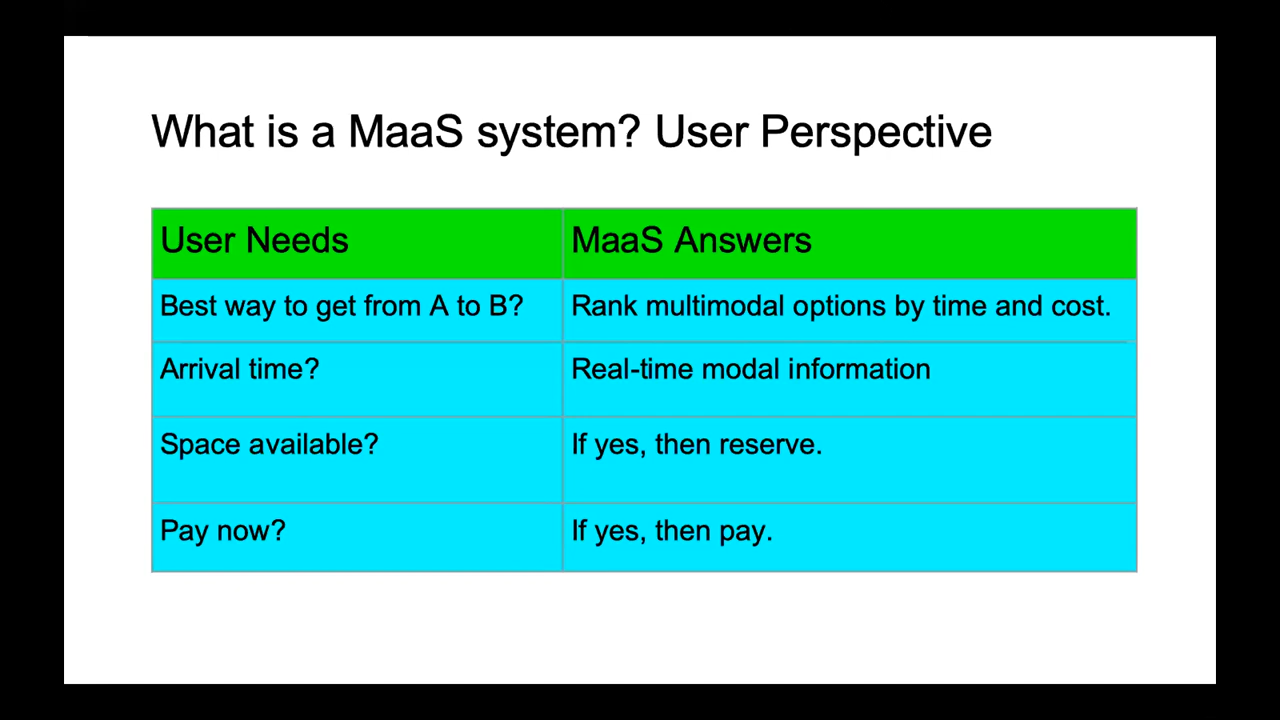 What is a MaaS system? User Perspective
User Needs
MaaS Answers
Best way to get from A to B?
Rank multimodal options by time and cost.
Arrival time?
Real-time modal information
Space available?
If yes, then reserve.
Pay now?
If yes, then pay.